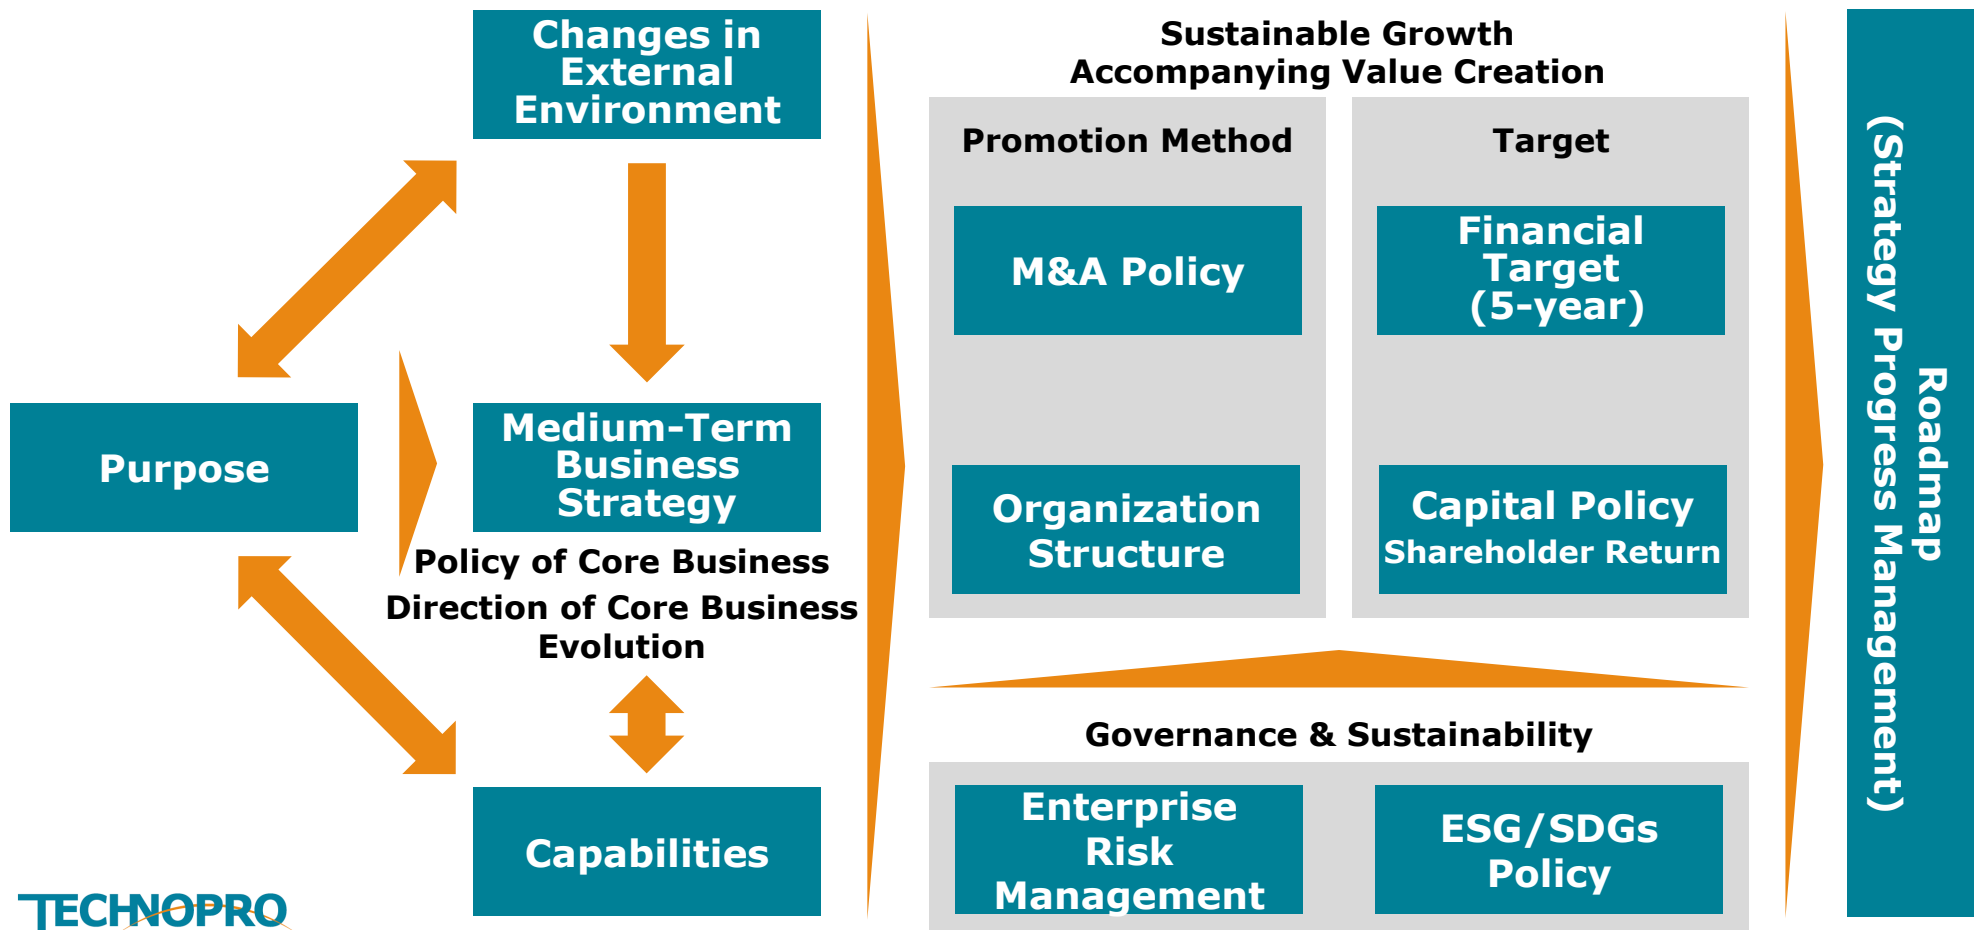 Changes in
External
Environment
Purpose
Medium-Term
Business
Strategy
Policy of Core Business
Direction of Core Business
Evolution
Capabilities
Sustainable Growth
Accompanying Value Creation
Promotion Method
M&A Policy
Organization
Structure
Target
Financial
Target
(5-year)
Capital Policy
Shareholder Return
Governance & Sustainability
Enterprise
Risk
Management
ESG/SDGs
Policy
Roadmap
(Strategy Progress Management)
TECHNOPRO